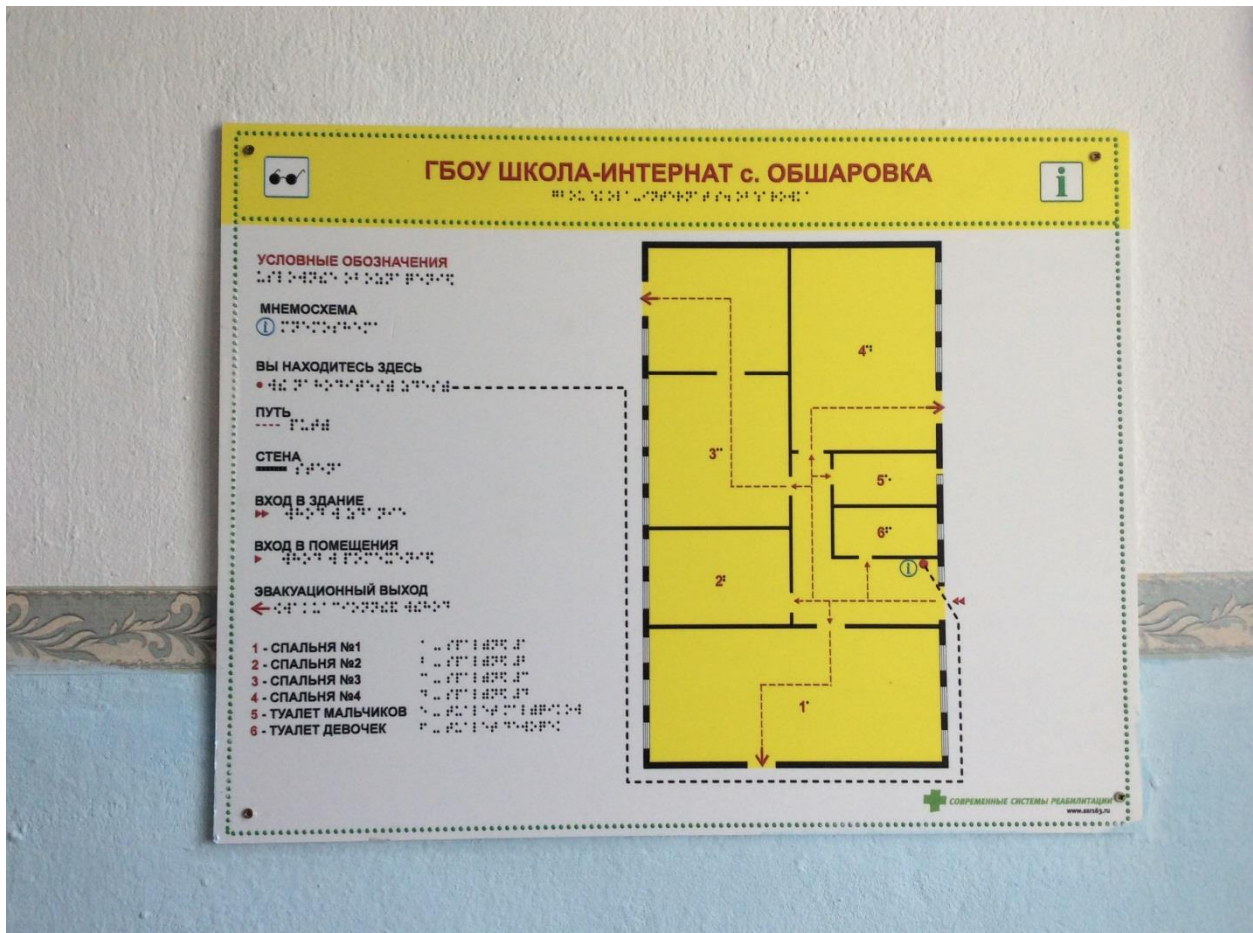 ГБОУ ШКОЛА-ИНТЕРНАТ с. ОБШАРОВКА
i
УСЛОВНЫЕ ОБОЗНАЧЕНИЯ
МНЕМОСХЕМА
i
ВЫ НАХОДИТЕСЬ ЗДЕСЬ
ПУТЬ
СТЕНА
ВХОД В ЗДАНИЕ
ВХОД В ПОМЕЩЕНИЯ
ЭВАКУАЦИОННЫЙ ВЫХОД
1 - СПАЛЬНЯ №1
2 - СПАЛЬНЯ №2
3 - СПАЛЬНЯ №3
4 - СПАЛЬНЯ №4
5 - ТУАЛЕТ МАЛЬЧИКОВ
6 - ТУАЛЕТ ДЕВОЧЕК
4
3
5
6
i
2
1
СОВРЕМЕННЫЕ СИСТЕМЫ РЕАБИЛИТАЦИИ